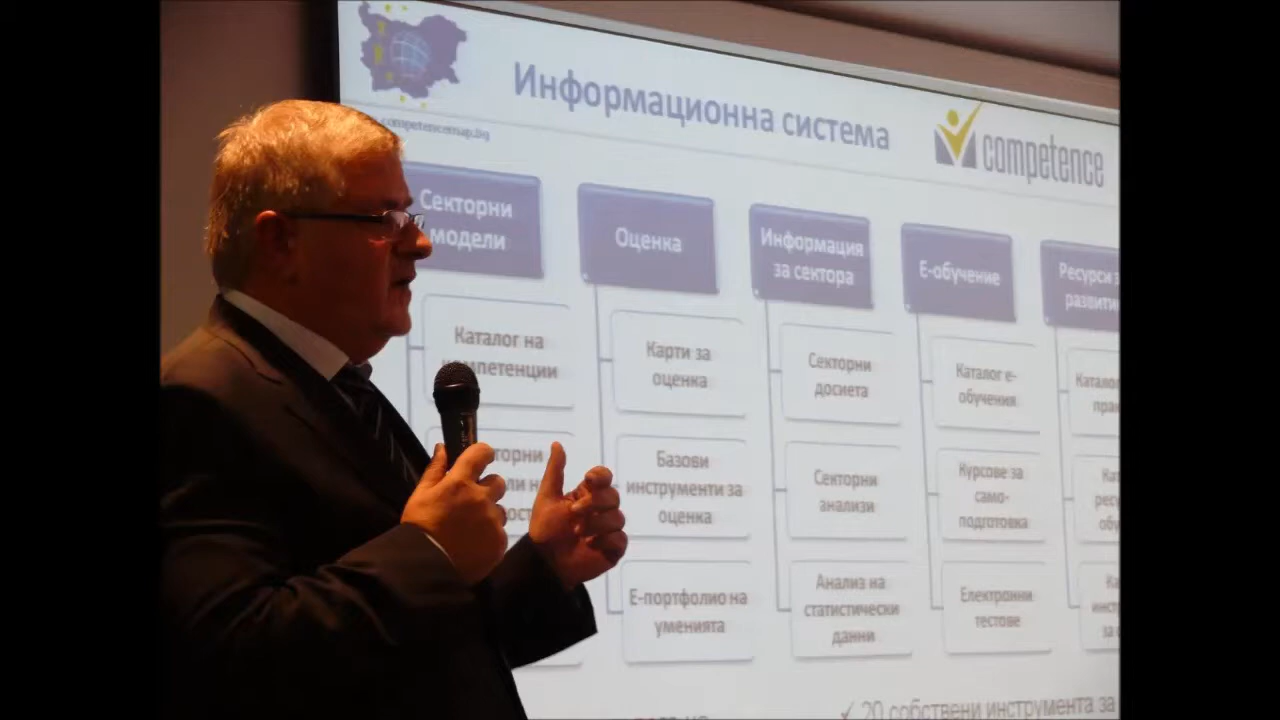 Информационна система
competencemap.bg
competence
Секторни
модели
Каталог на
Оценка
Карти за
оценка
Базови
инструменти за
оценка
Е-портфолио на
уменията
Информация
за сектора
Секторни
досиета
Секторни
анализи
Анализ на
статистически
данни
Е-обучение
Каталог е-
обучения
Курсове за
само-
подготовка
Електронни
тестове
Ресурси
✓ 20 собствени инструмента за